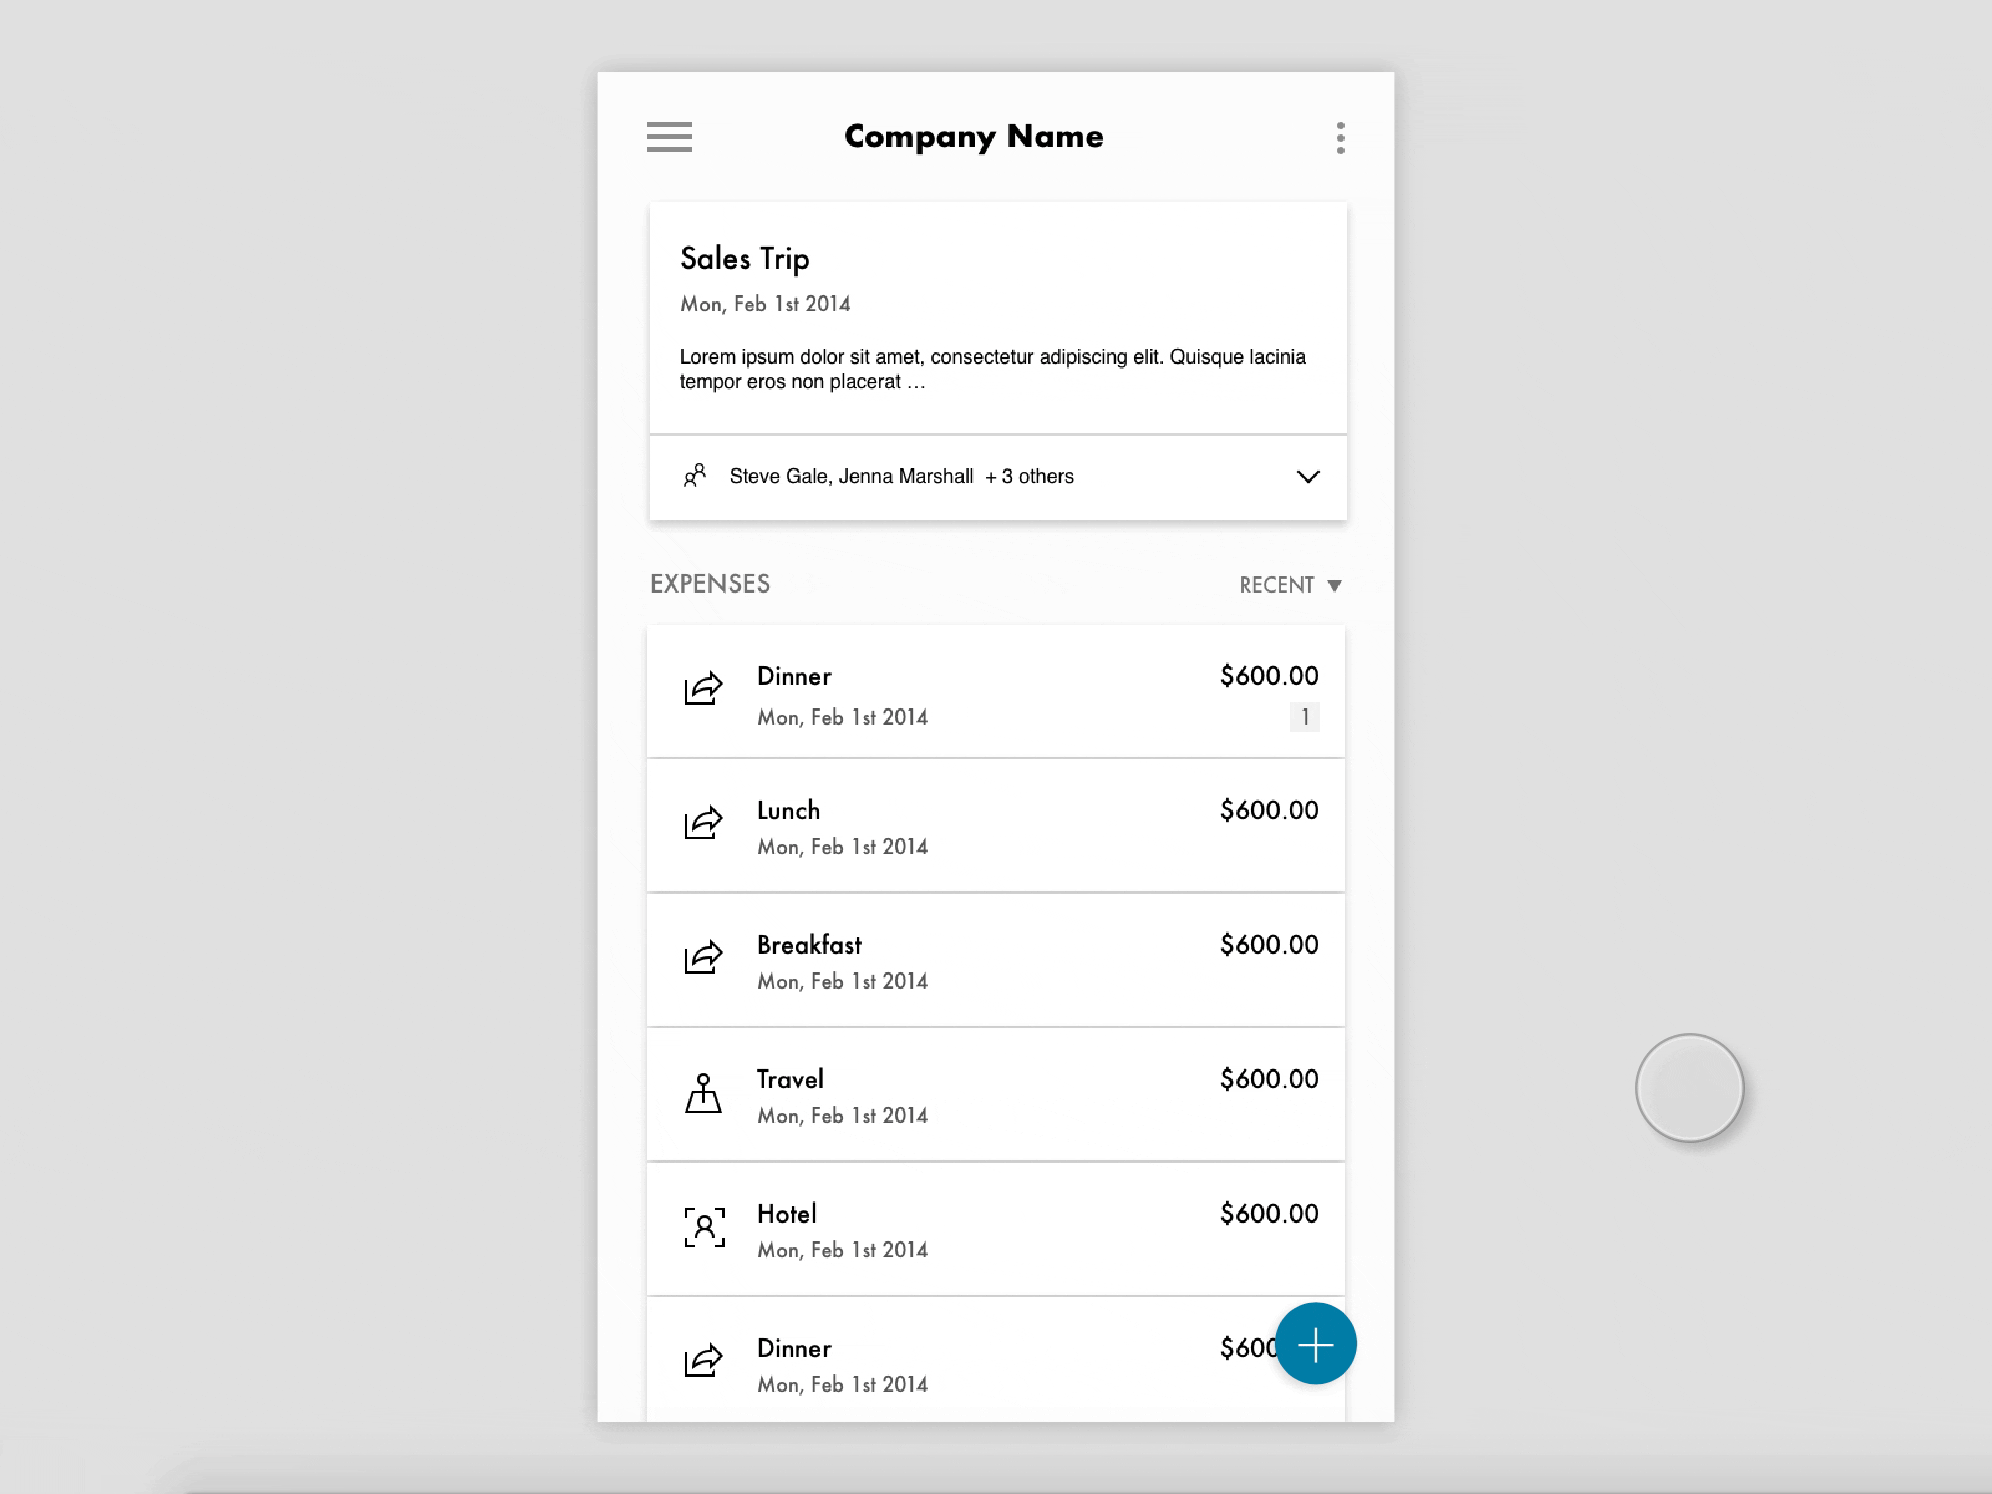 Company Name
Sales Trip
Mon, Feb 1st 2014
Lorem ipsum dolor sit amet, consectetur adipiscing elit. Quisque lacinia
tempor eros non placerat ...
Steve Gale, Jenna Marshall + 3 others
EXPENSES RECENT ▼
Dinner $600.00
Mon, Feb 1st 2014 1
Lunch $600.00
Mon, Feb 1st 2014
Breakfast $600.00
Mon, Feb 1st 2014
Travel $600.00
Mon, Feb 1st 2014
Hotel $600.00
Mon, Feb 1st 2014
Dinner $600
Mon, Feb 1st 2014